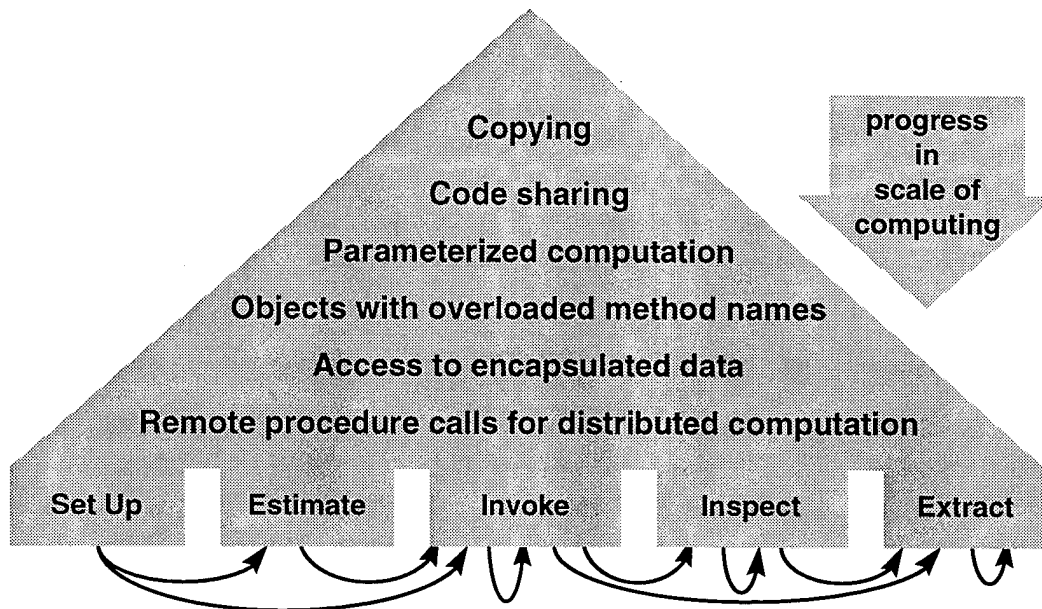 Copying
Code sharing
Parameterized computation
Objects with overloaded method names
Access to encapsulated data
Remote procedure calls for distributed computation
progress
in
scale of
computing
Set Up
Estimate
Invoke
Inspect
Extract